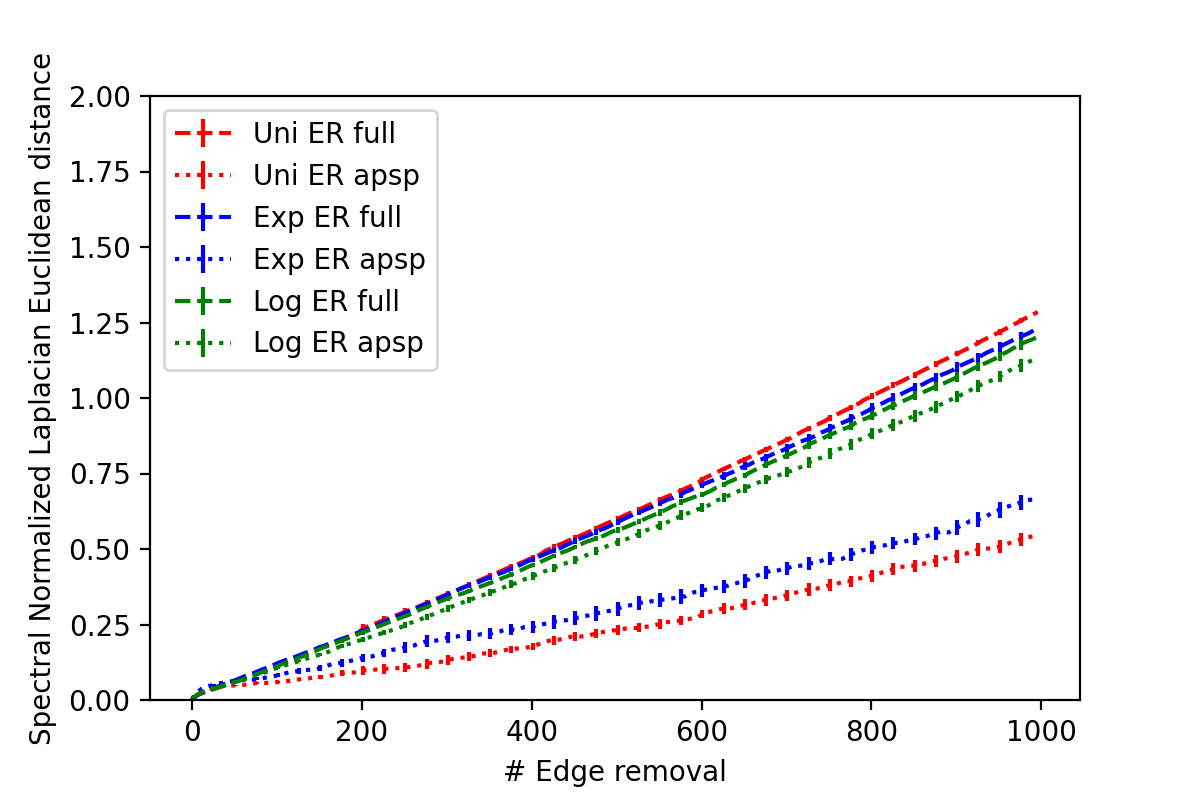 Spectral Normalized Laplacian Euclidean distance
2.00
1.75
1.50
1.25
1.00
0.75
0.50
0.25
0.00
Uni ER full
Uni ER apsp
Exp ER full
Exp ER apsp
Log ER full
Log ER apsp
0 200 400 600 800 1000
# Edge removal